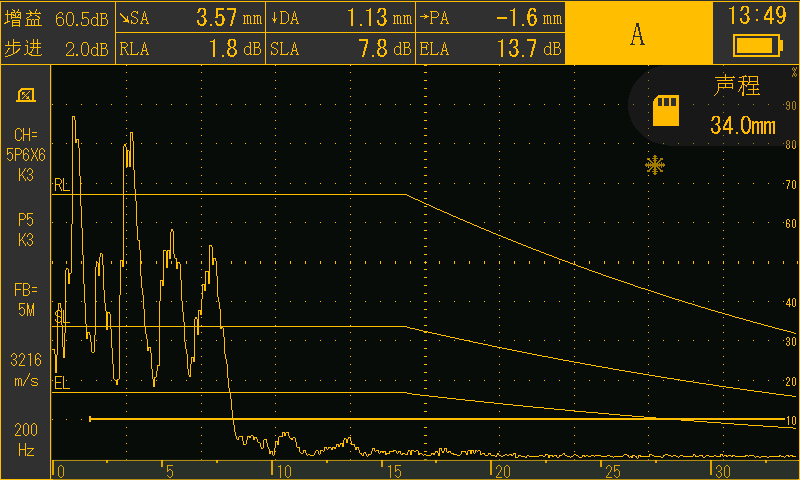 增益 60.5dB ↘SA 3.57 mm ↓DA 1.13 mm →PA -1.6 mm A 13:49
步进 2.0dB RLA 1.8 dB SLA 7.8 dB ELA 13.7 dB
声程
34.0mm
%
90
80
70
60
50
40
30
20
10
CH=
5P6X6
K3
P5
K3
FB=
5M
3216
m/s
200
Hz
RL
SL
EL
0 5 10 15 20 25 30